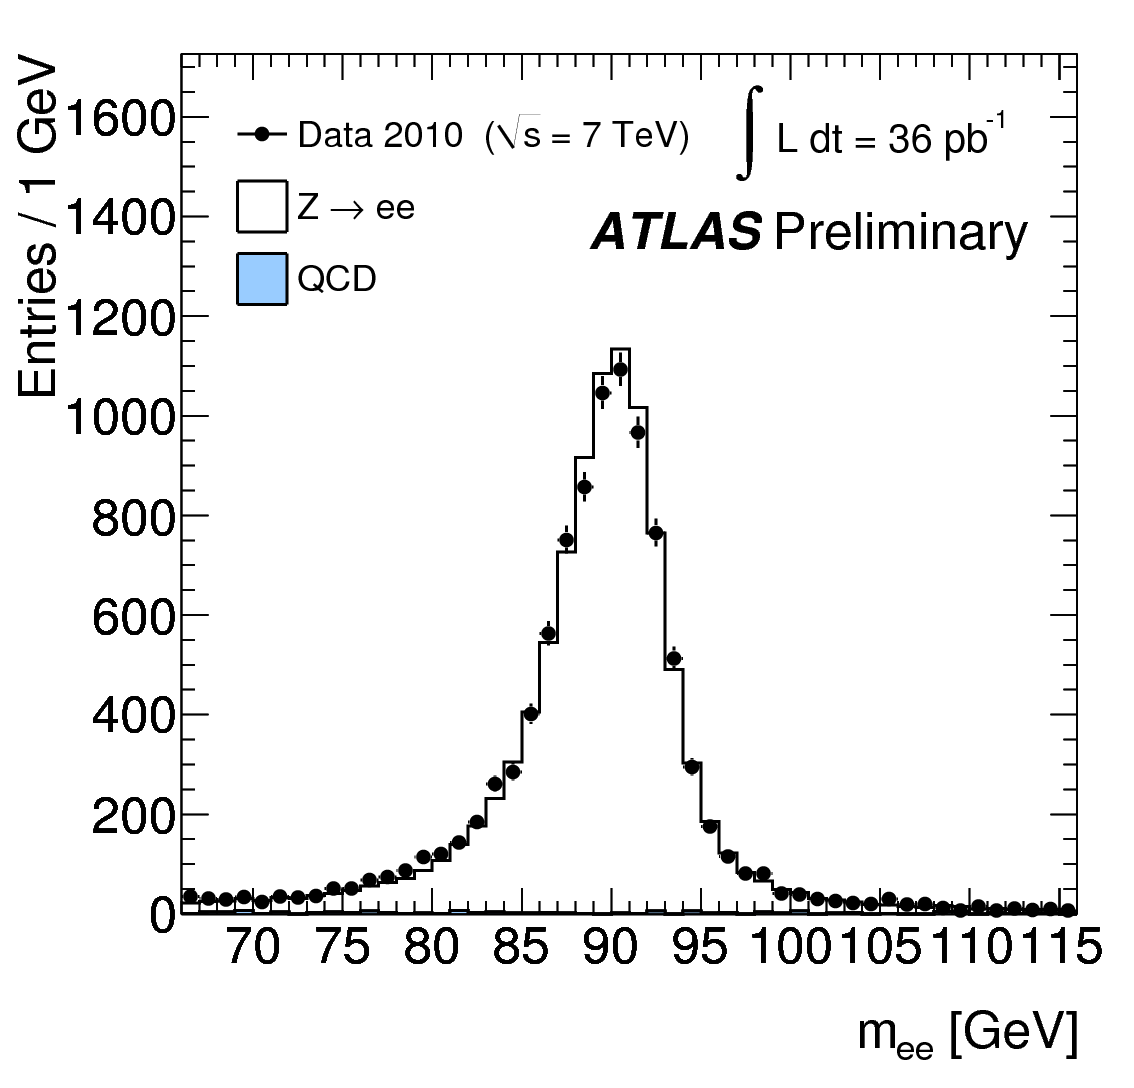 Entries / 1 GeV
1600
1400
1200
1000
800
600
400
200
0
Data 2010 (√s = 7 TeV)
∫ L dt = 36 pb⁻¹
Z → ee
ATLAS Preliminary
QCD
70 75 80 85 90 95 100 105 110 115
m_ee [GeV]